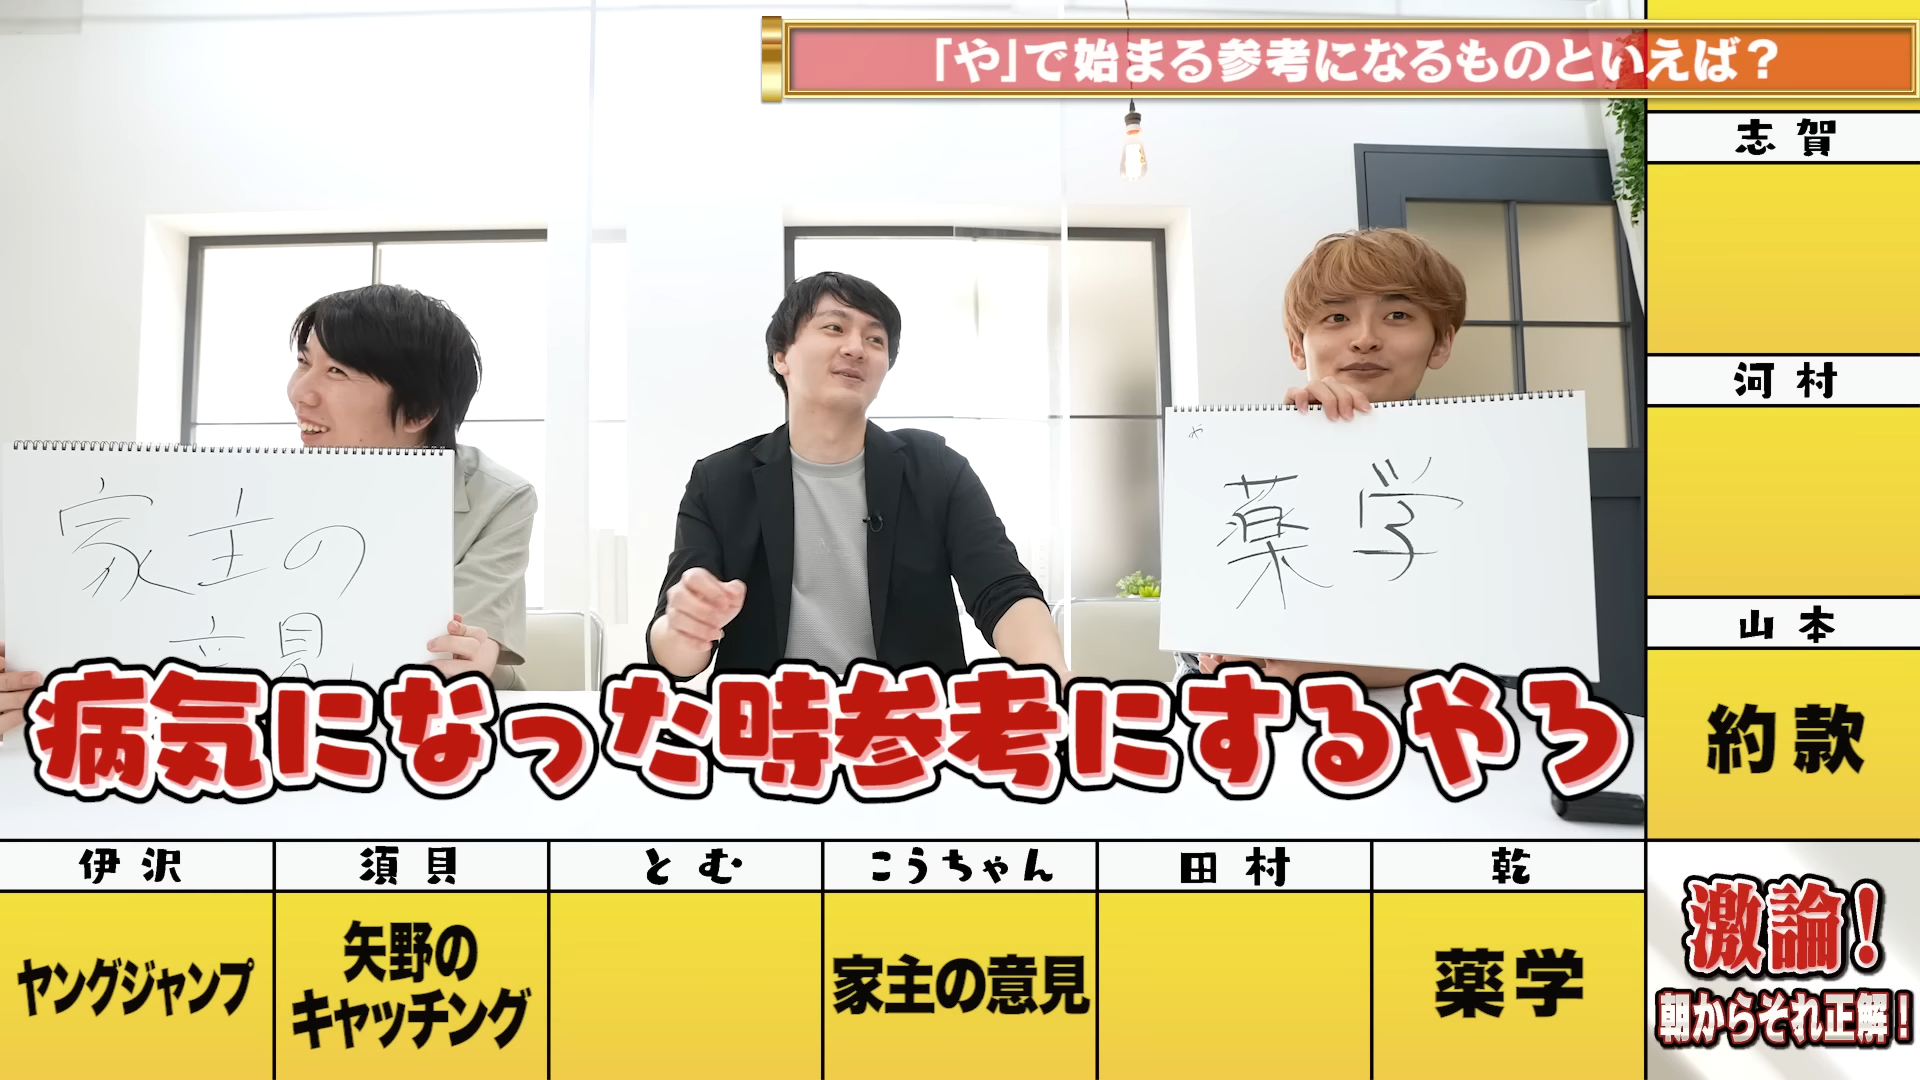 「や」で始まる参考になるものといえば?
志賀
河村
山本
約款
家主の
意見
や
薬学
病気になった時参考にするやろ
伊沢
ヤングジャンプ
須貝
矢野の
キャッチング
とむ
こうちゃん
家主の意見
田村
乾
薬学
激論!
朝からそれ正解!